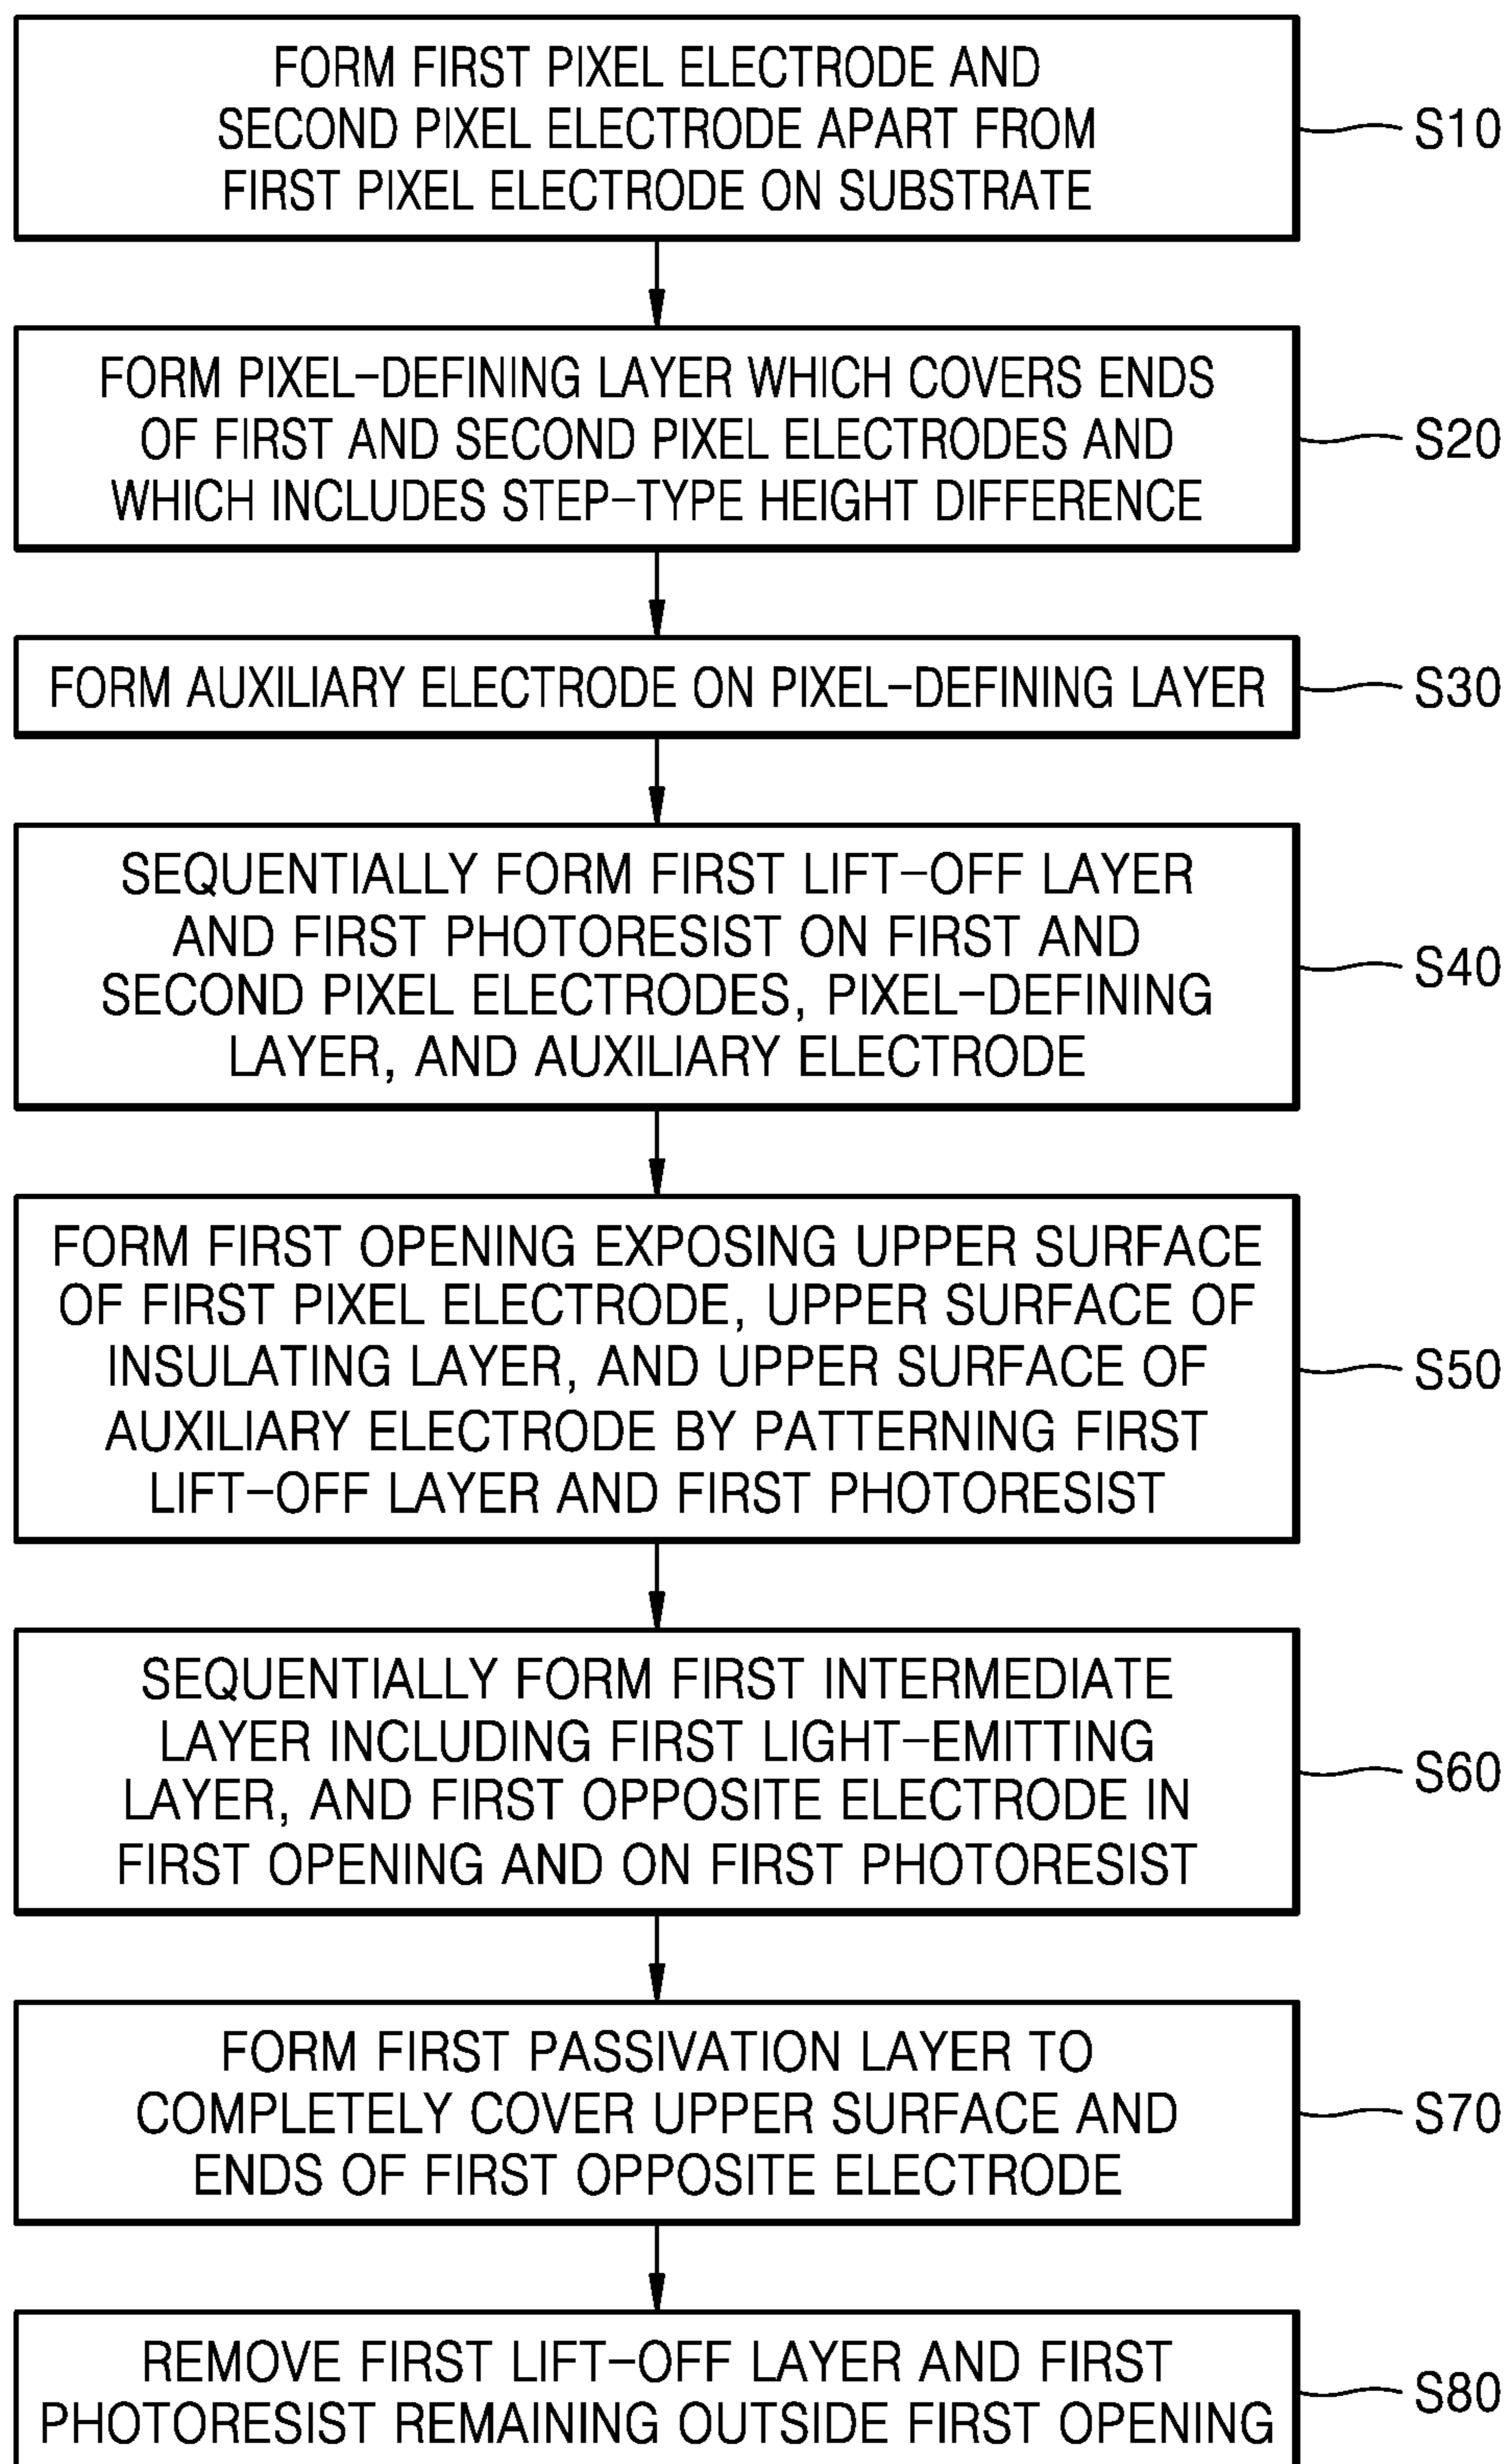 FORM FIRST PIXEL ELECTRODE AND
SECOND PIXEL ELECTRODE APART FROM
FIRST PIXEL ELECTRODE ON SUBSTRATE
S10
FORM PIXEL-DEFINING LAYER WHICH COVERS ENDS
OF FIRST AND SECOND PIXEL ELECTRODES AND
WHICH INCLUDES STEP-TYPE HEIGHT DIFFERENCE
S20
FORM AUXILIARY ELECTRODE ON PIXEL-DEFINING LAYER
S30
SEQUENTIALLY FORM FIRST LIFT-OFF LAYER
AND FIRST PHOTORESIST ON FIRST AND
SECOND PIXEL ELECTRODES, PIXEL-DEFINING
LAYER, AND AUXILIARY ELECTRODE
S40
FORM FIRST OPENING EXPOSING UPPER SURFACE
OF FIRST PIXEL ELECTRODE, UPPER SURFACE OF
INSULATING LAYER, AND UPPER SURFACE OF
AUXILIARY ELECTRODE BY PATTERNING FIRST
LIFT-OFF LAYER AND FIRST PHOTORESIST
S50
SEQUENTIALLY FORM FIRST INTERMEDIATE
LAYER INCLUDING FIRST LIGHT-EMITTING
LAYER, AND FIRST OPPOSITE ELECTRODE IN
FIRST OPENING AND ON FIRST PHOTORESIST
S60
FORM FIRST PASSIVATION LAYER TO
COMPLETELY COVER UPPER SURFACE AND
ENDS OF FIRST OPPOSITE ELECTRODE
S70
REMOVE FIRST LIFT-OFF LAYER AND FIRST
PHOTORESIST REMAINING OUTSIDE FIRST OPENING
S80